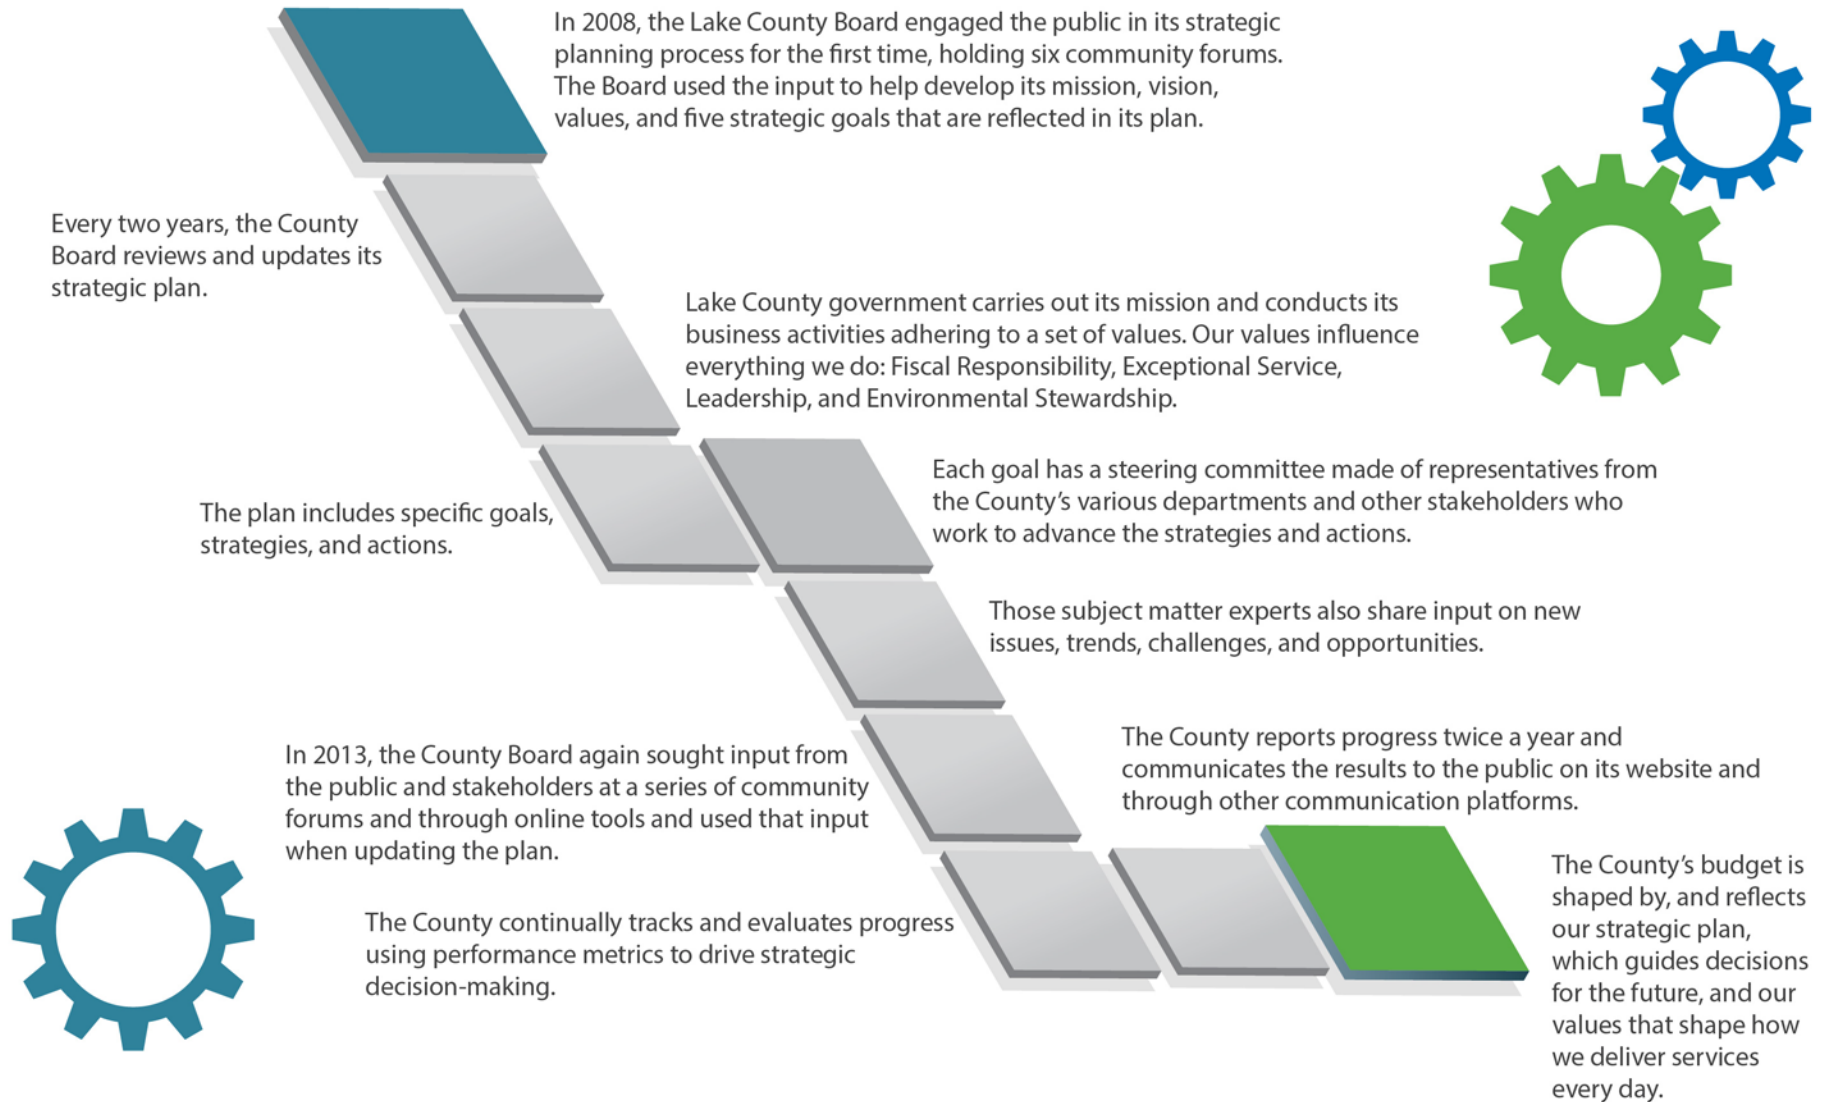 In 2008, the Lake County Board engaged the public in its strategic
planning process for the first time, holding six community forums.
The Board used the input to help develop its mission, vision,
values, and five strategic goals that are reflected in its plan.
Every two years, the County
Board reviews and updates its
strategic plan.
Lake County government carries out its mission and conducts its
business activities adhering to a set of values. Our values influence
everything we do: Fiscal Responsibility, Exceptional Service,
Leadership, and Environmental Stewardship.
The plan includes specific goals,
strategies, and actions.
Each goal has a steering committee made of representatives from
the County’s various departments and other stakeholders who
work to advance the strategies and actions.
Those subject matter experts also share input on new
issues, trends, challenges, and opportunities.
In 2013, the County Board again sought input from
the public and stakeholders at a series of community
forums and through online tools and used that input
when updating the plan.
The County continually tracks and evaluates progress
using performance metrics to drive strategic
decision-making.
The County reports progress twice a year and
communicates the results to the public on its website and
through other communication platforms.
The County’s budget is
shaped by, and reflects
our strategic plan,
which guides decisions
for the future, and our
values that shape how
we deliver services
every day.